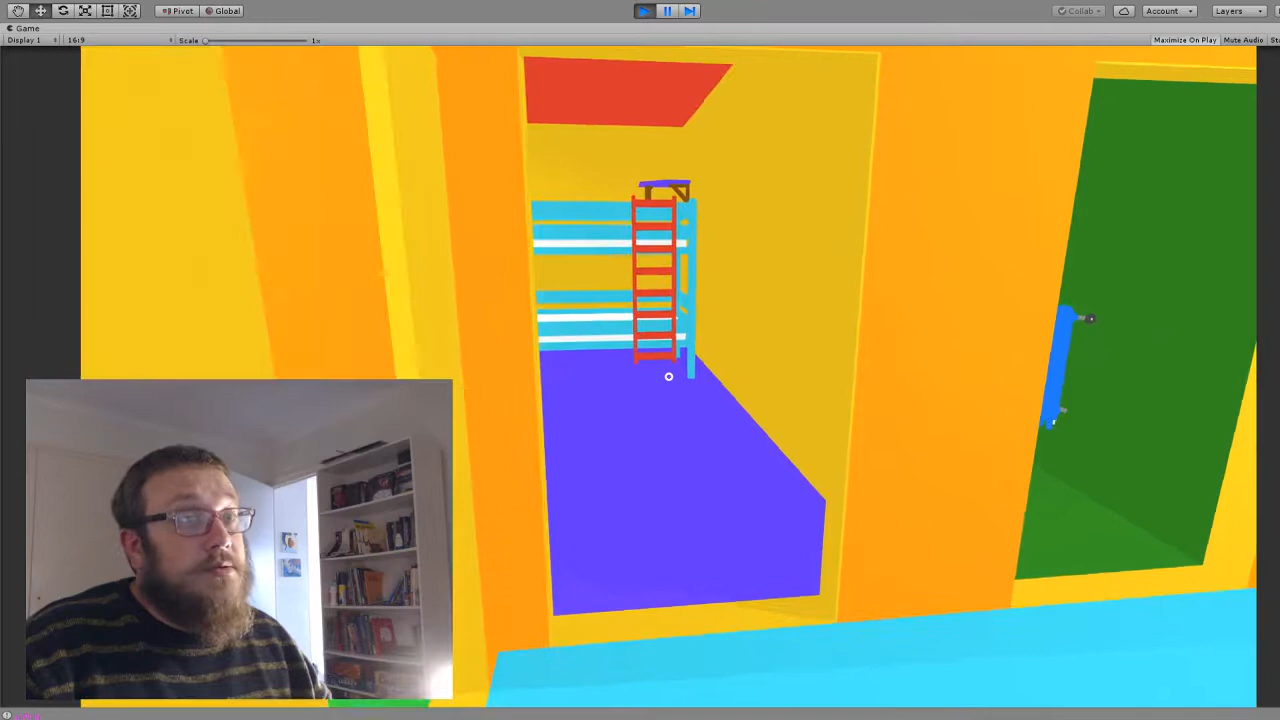 Pivot Global Collab Account Layers
Game
Display 1 16:9 Scale 1x Maximize On Play Mute Audio